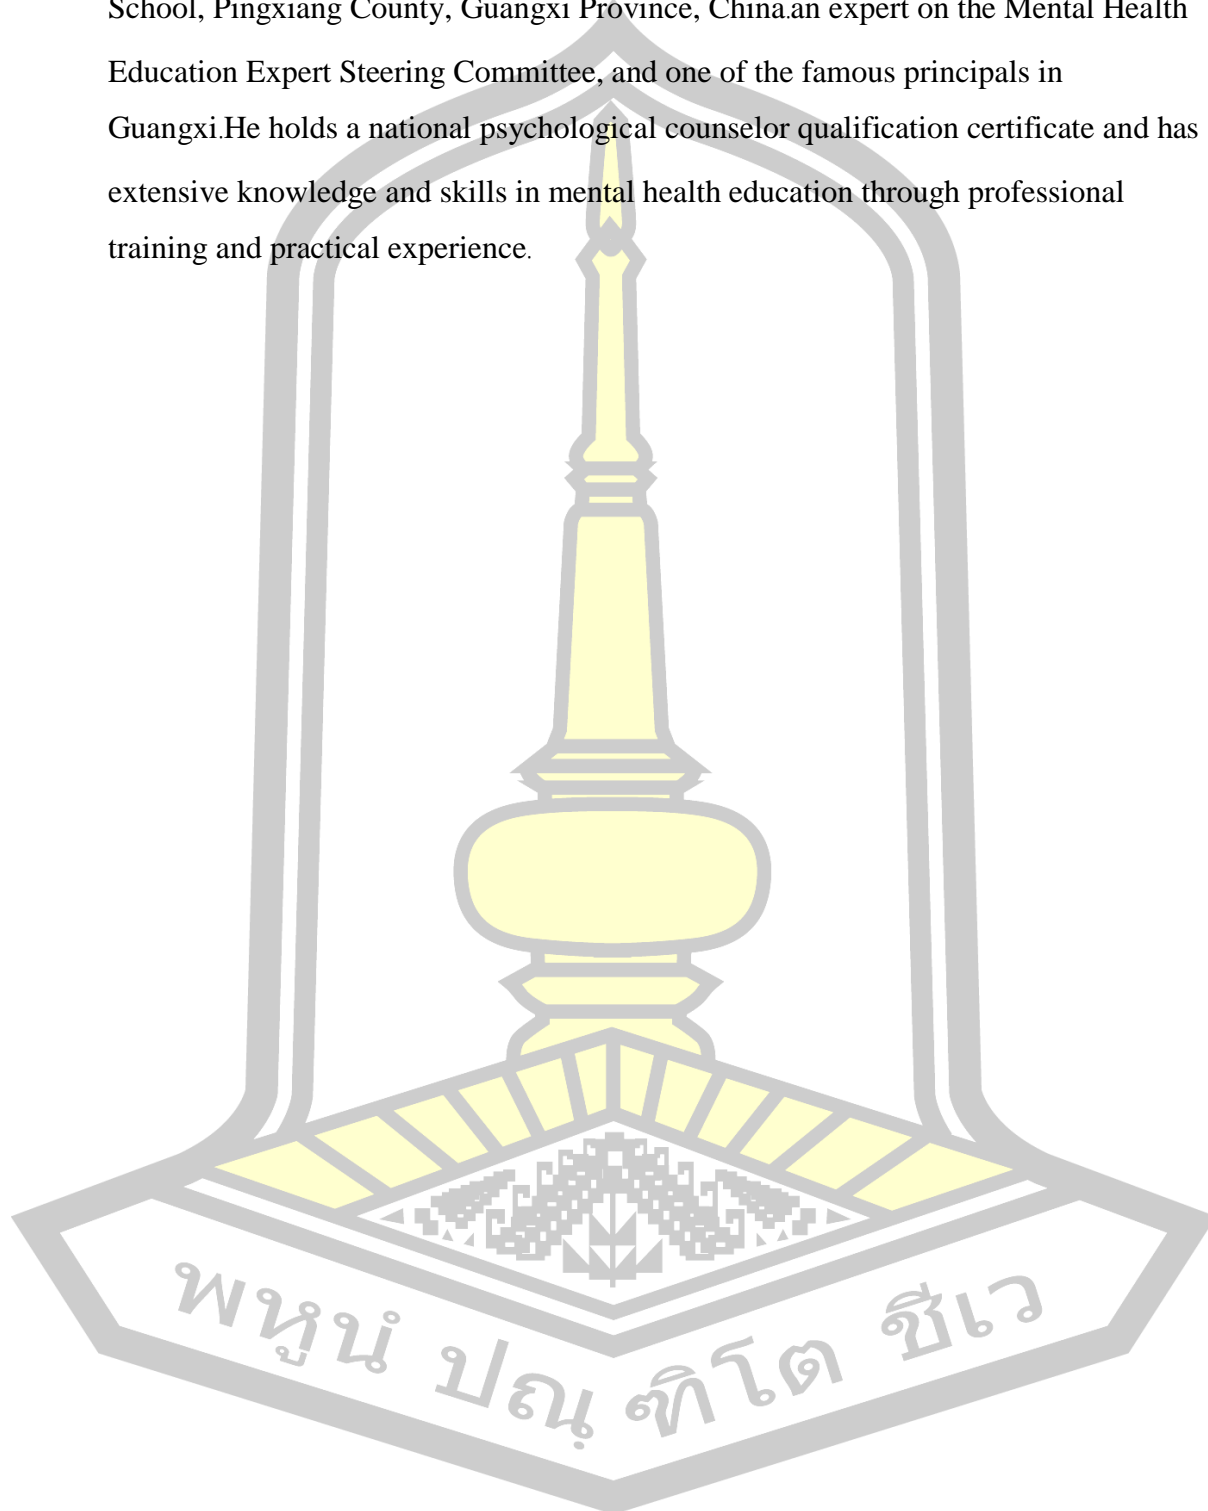 School, Pingxiang County, Guangxi Province, China.an expert on the Mental Health
Education Expert Steering Committee, and one of the famous principals in
Guangxi.He holds a national psychological counselor qualification certificate and has
extensive knowledge and skills in mental health education through professional
training and practical experience.
พหูนํ ปณฺฑิโต ชีเว